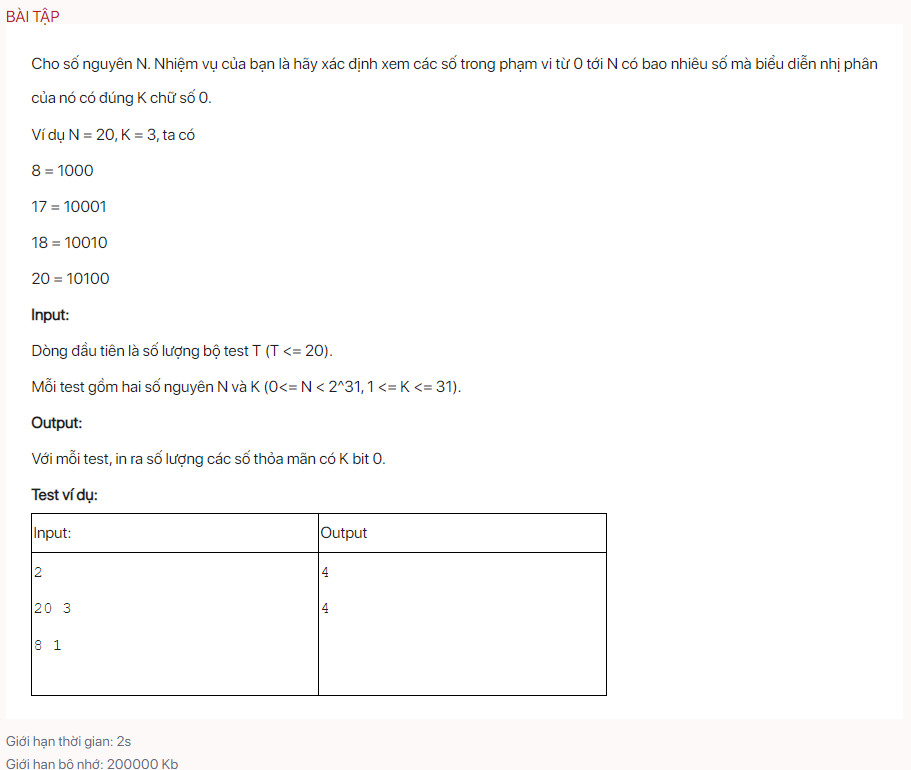 BÀI TẬP
Cho số nguyên N. Nhiệm vụ của bạn là hãy xác định xem các số trong phạm vi từ 0 tới N có bao nhiêu số mà biểu diễn nhị phân
của nó có đúng K chữ số 0.
Ví dụ N = 20, K = 3, ta có
8 = 1000
17 = 10001
18 = 10010
20 = 10100
Input:
Dòng đầu tiên là số lượng bộ test T (T <= 20).
Mỗi test gồm hai số nguyên N và K (0<= N < 2^31, 1 <= K <= 31).
Output:
Với mỗi test, in ra số lượng các số thỏa mãn có K bit 0.
Test ví dụ:
Input: Output
2 4
20 3 4
8 1
Giới hạn thời gian: 2s
Giới hạn bộ nhớ: 200000 Kb